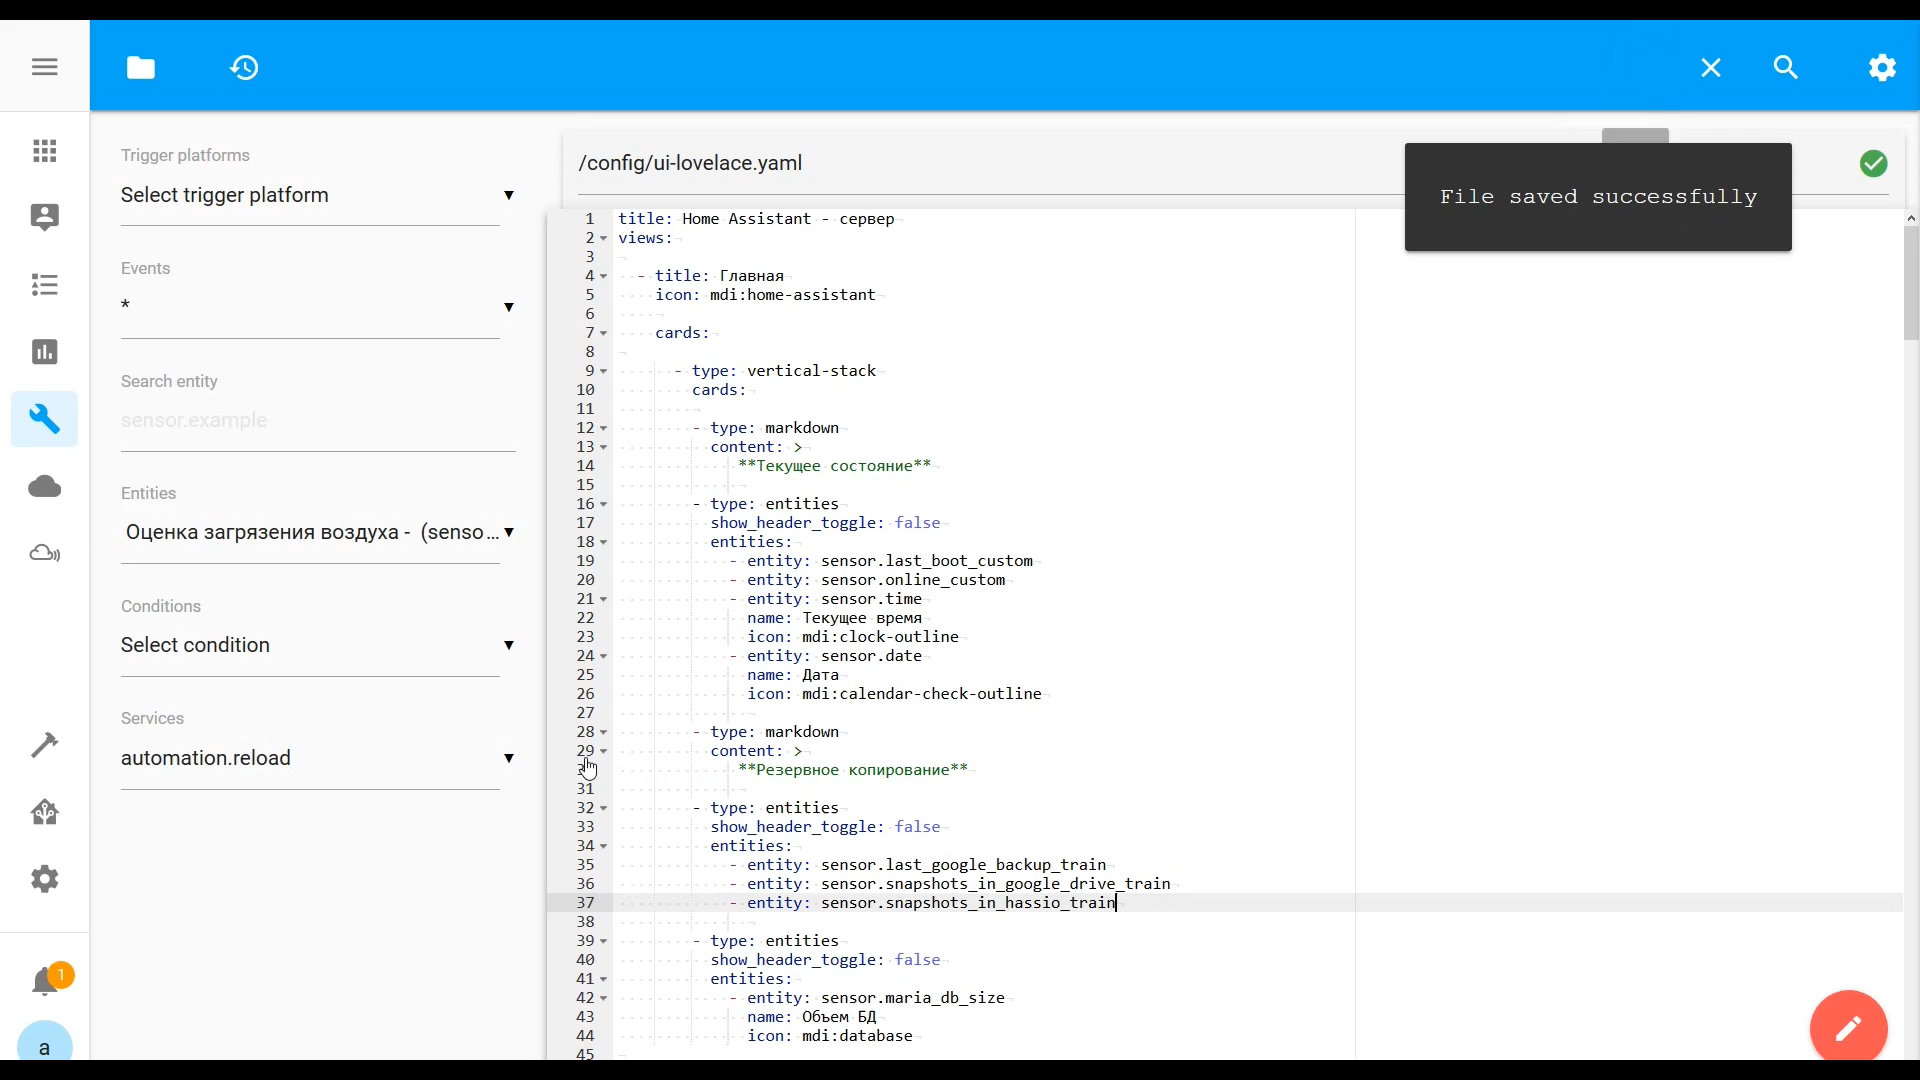 Trigger platforms
Select trigger platform
Events
*
Search entity
sensor.example
Entities
Оценка загрязения воздуха - (senso...
Conditions
Select condition
Services
automation.reload
1
a
/config/ui-lovelace.yaml
File saved successfully
1 title: Home Assistant - сервер
2 views:
3
4 - title: Главная
5 icon: mdi:home-assistant
6
7 cards:
8
9 - type: vertical-stack
10 cards:
11
12 - type: markdown
13 content: >
14 **Текущее состояние**
15
16 - type: entities
17 show_header_toggle: false
18 entities:
19 - entity: sensor.last_boot_custom
20 - entity: sensor.online_custom
21 - entity: sensor.time
22 name: Текущее время
23 icon: mdi:clock-outline
24 - entity: sensor.date
25 name: Дата
26 icon: mdi:calendar-check-outline
27
28 - type: markdown
29 content: >
**Резервное копирование**
31
32 - type: entities
33 show_header_toggle: false
34 entities:
35 - entity: sensor.last_google_backup_train
36 - entity: sensor.snapshots_in_google_drive_train
37 - entity: sensor.snapshots_in_hassio_train
38
39 - type: entities
40 show_header_toggle: false
41 entities:
42 - entity: sensor.maria_db_size
43 name: Объем БД
44 icon: mdi:database
45